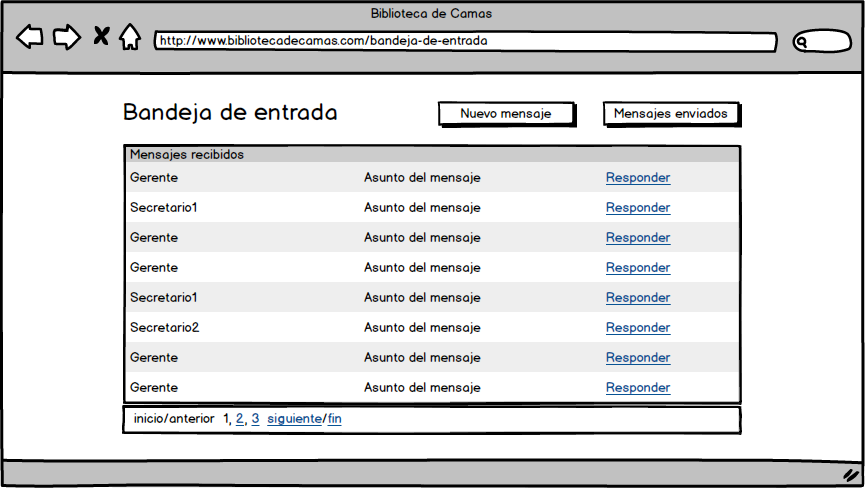 Biblioteca de Camas
http://www.bibliotecadecamas.com/bandeja-de-entrada
Bandeja de entrada Nuevo mensaje Mensajes enviados
Mensajes recibidos
Gerente Asunto del mensaje Responder
Secretario1 Asunto del mensaje Responder
Gerente Asunto del mensaje Responder
Gerente Asunto del mensaje Responder
Secretario1 Asunto del mensaje Responder
Secretario2 Asunto del mensaje Responder
Gerente Asunto del mensaje Responder
Gerente Asunto del mensaje Responder
inicio/anterior 1, 2, 3 siguiente/fin